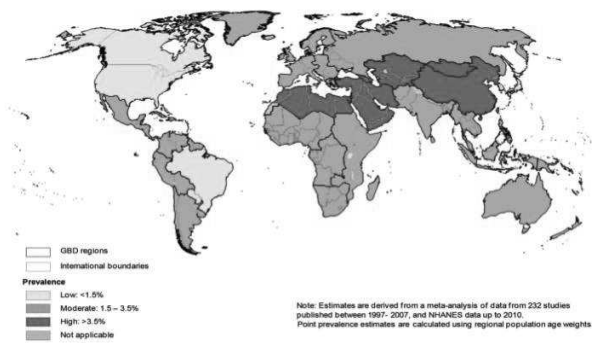 GBD regions
International boundaries
Prevalence
Low: <1.5%
Moderate: 1.5 – 3.5%
High: >3.5%
Not applicable
Note: Estimates are derived from a meta-analysis of data from 232 studies
published between 1997- 2007, and NHANES data up to 2010.
Point prevalence estimates are calculated using regional population age weights